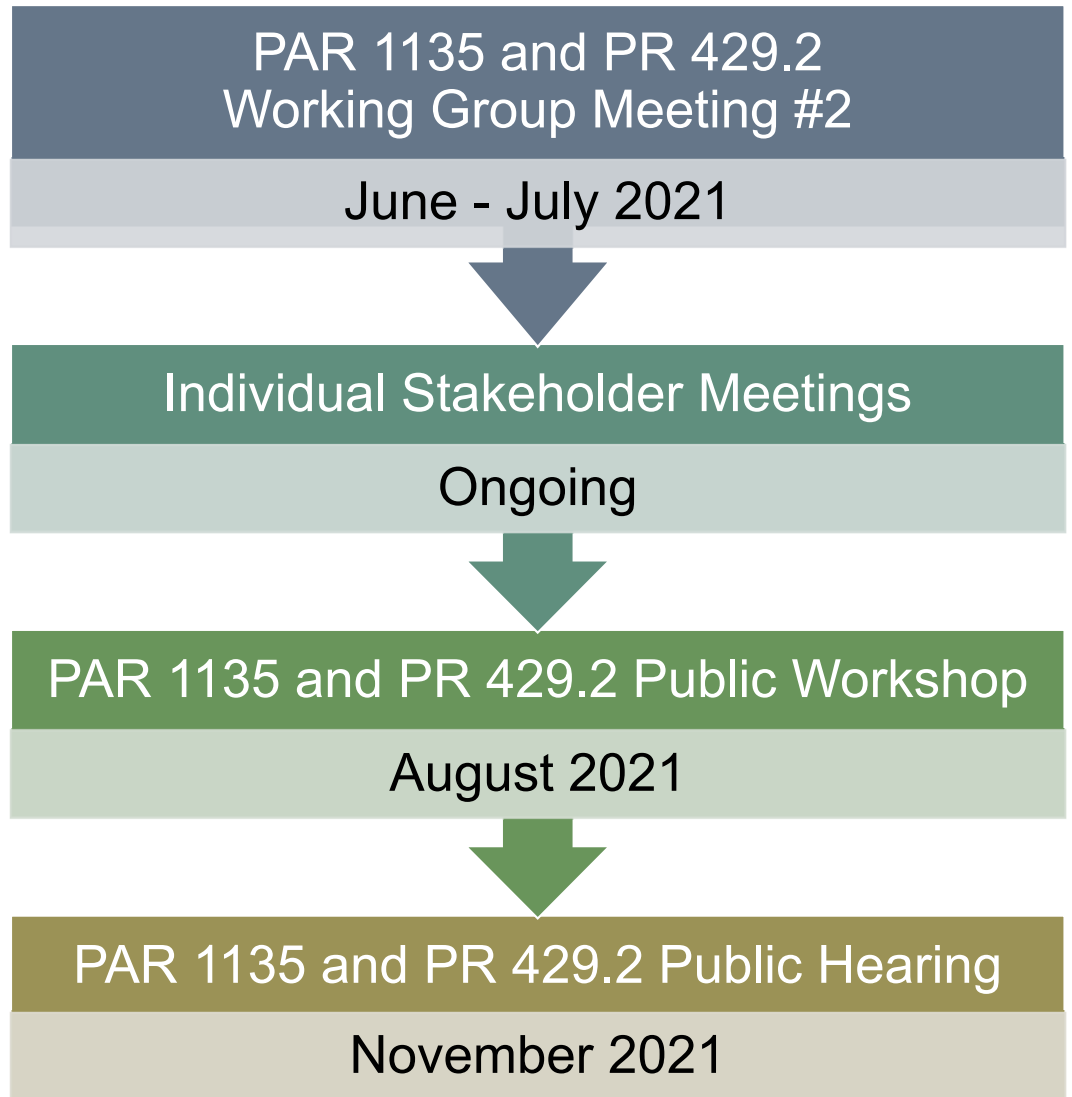 PAR 1135 and PR 429.2
Working Group Meeting #2
June - July 2021
Individual Stakeholder Meetings
Ongoing
PAR 1135 and PR 429.2 Public Workshop
August 2021
PAR 1135 and PR 429.2 Public Hearing
November 2021